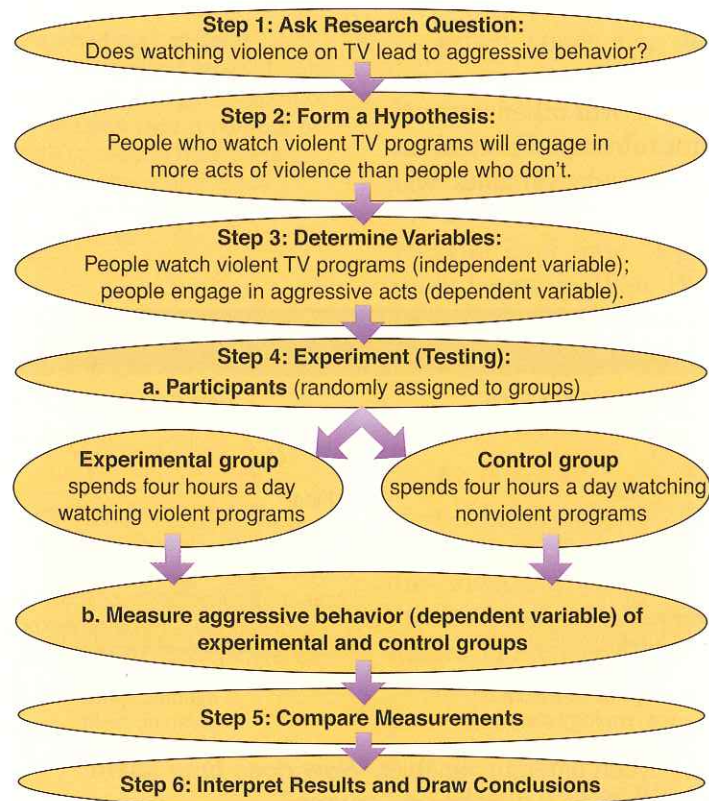 Step 1: Ask Research Question:
Does watching violence on TV lead to aggressive behavior?
Step 2: Form a Hypothesis:
People who watch violent TV programs will engage in
more acts of violence than people who don't.
Step 3: Determine Variables:
People watch violent TV programs (independent variable);
people engage in aggressive acts (dependent variable).
Step 4: Experiment (Testing):
a. Participants (randomly assigned to groups)
Experimental group
spends four hours a day
watching violent programs
Control group
spends four hours a day watching
nonviolent programs
b. Measure aggressive behavior (dependent variable) of
experimental and control groups
Step 5: Compare Measurements
Step 6: Interpret Results and Draw Conclusions